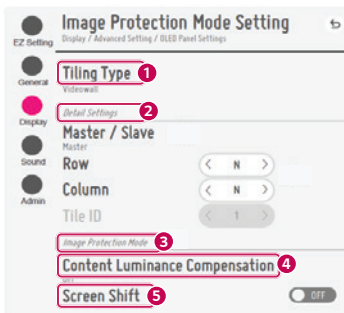 Image Protection Mode Setting
Display / Advanced Setting / OLED Panel Settings
EZ Setting
General
Display
Sound
Admin
Tiling Type 1
Videowall
Detail Settings 2
Master / Slave
Master
Row < N >
Column < N >
Tile ID < 1 >
Image Protection Mode 3
Content Luminance Compensation 4
Off
Screen Shift 5 OFF